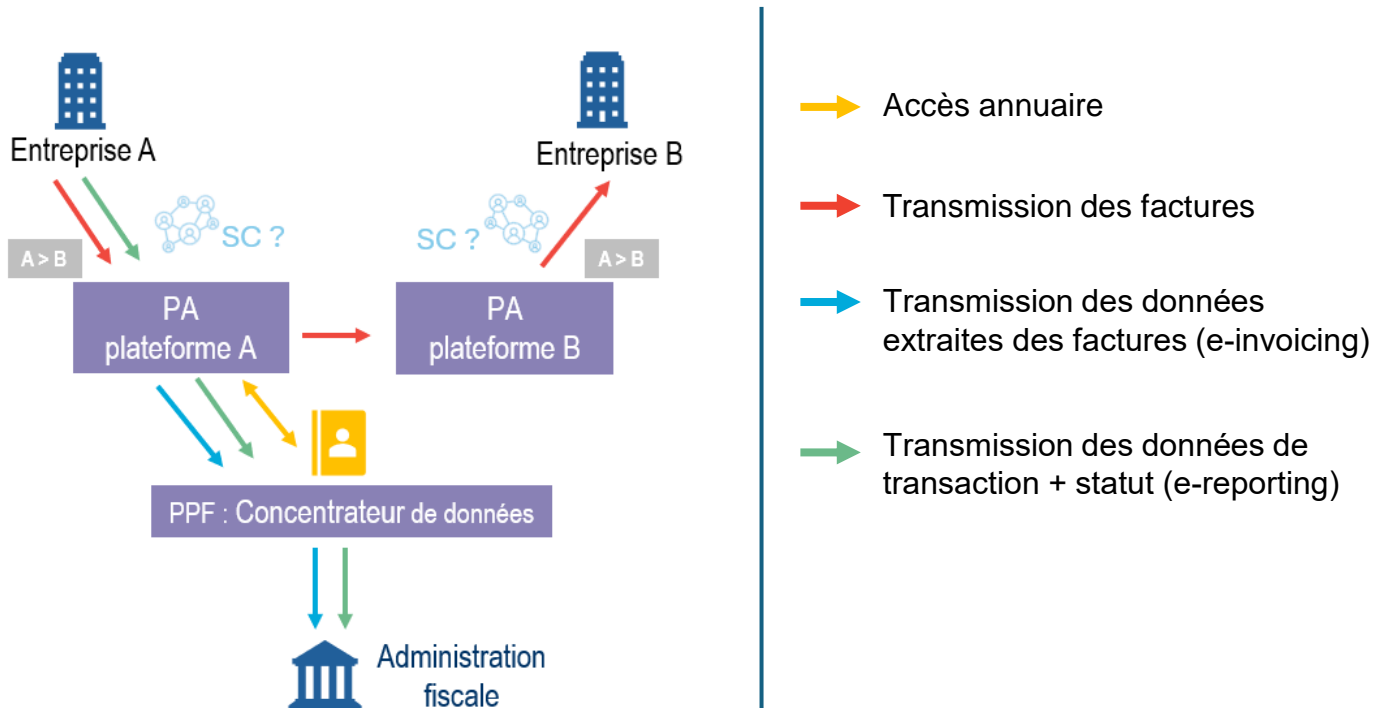 Entreprise A
Entreprise B
SC ?
SC ?
A > B
A > B
PA
plateforme A
PA
plateforme B
PPF : Concentrateur de données
Administration
fiscale
Accès annuaire
Transmission des factures
Transmission des données
extraites des factures (e-invoicing)
Transmission des données de
transaction + statut (e-reporting)